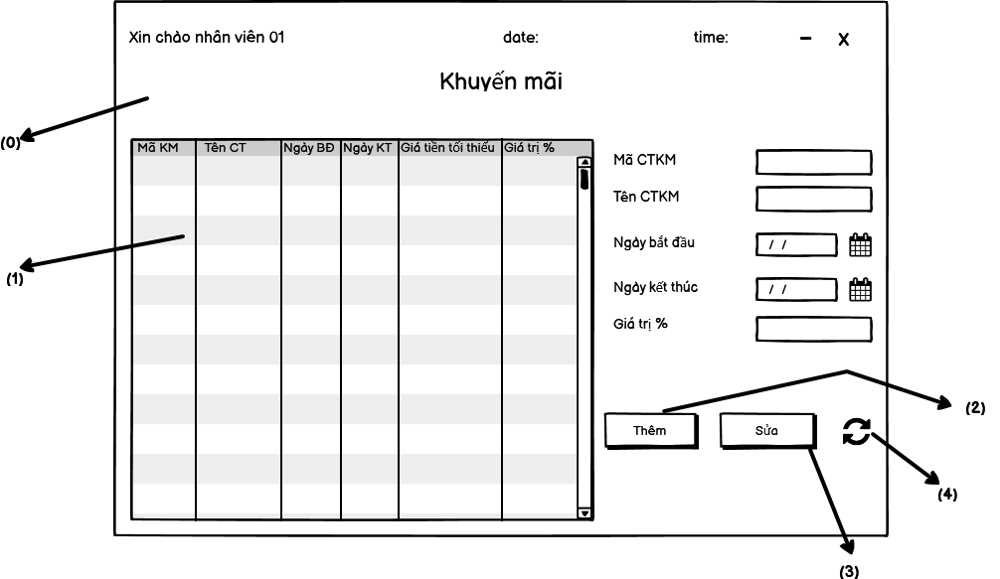 Xin chào nhân viên 01 date: time: - X
Khuyến mãi
(0)
Mã KM Tên CT Ngày BĐ Ngày KT Giá tiền tối thiểu Giá trị %
Mã CTKM
Tên CTKM
Ngày bắt đầu / /
(1)
Ngày kết thúc / /
Giá trị %
(2)
Thêm Sửa
(4)
(3)